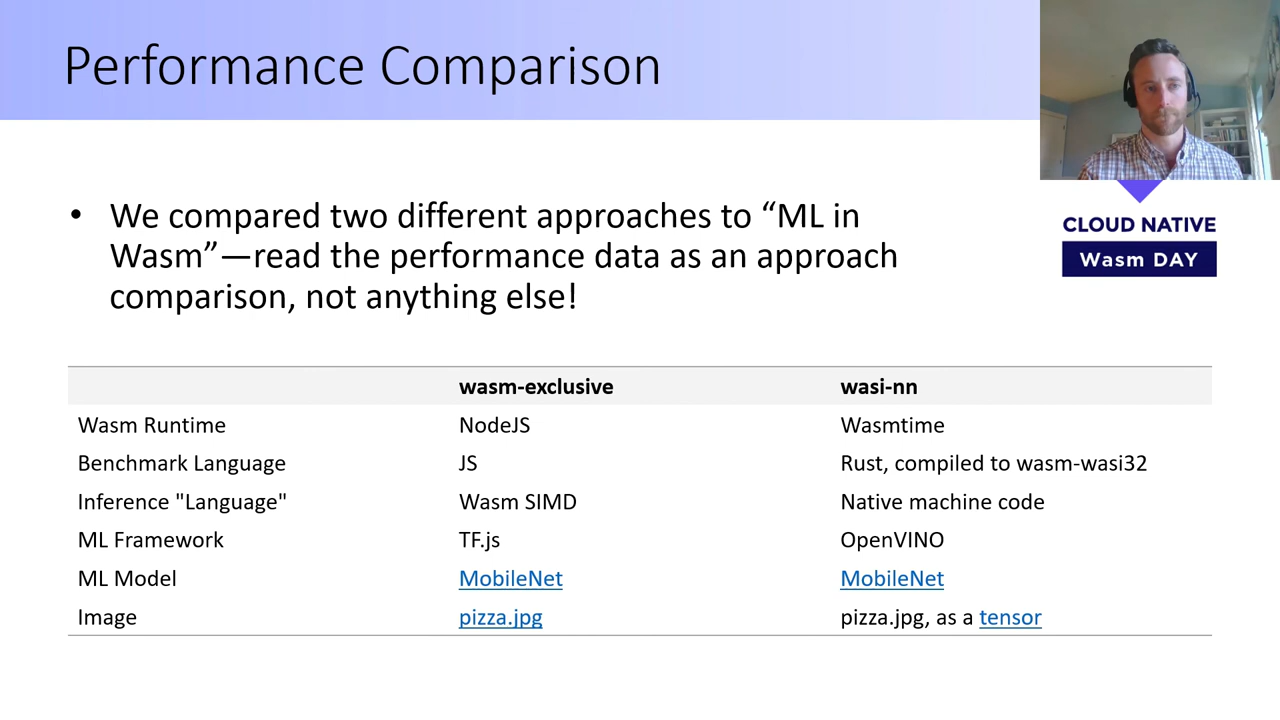 Performance Comparison
• We compared two different approaches to “ML in
Wasm”—read the performance data as an approach
comparison, not anything else!
CLOUD NATIVE
Wasm DAY
wasm-exclusive wasi-nn
Wasm Runtime NodeJS Wasmtime
Benchmark Language JS Rust, compiled to wasm-wasi32
Inference "Language" Wasm SIMD Native machine code
ML Framework TF.js OpenVINO
ML Model MobileNet MobileNet
Image pizza.jpg pizza.jpg, as a tensor